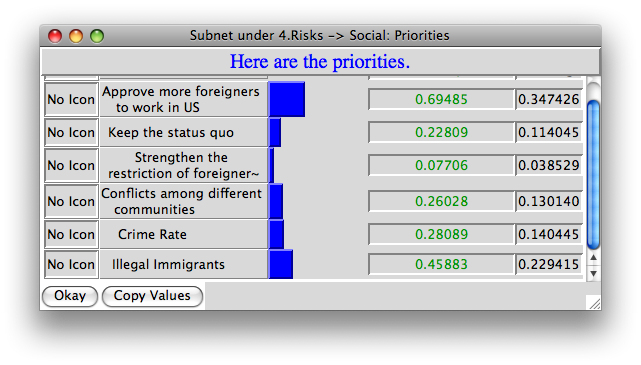 Subnet under 4.Risks -> Social: Priorities
Here are the priorities.
No Icon Approve more foreigners to work in US 0.69485 0.347426
No Icon Keep the status quo 0.22809 0.114045
No Icon Strengthen the restriction of foreigner~ 0.07706 0.038529
No Icon Conflicts among different communities 0.26028 0.130140
No Icon Crime Rate 0.28089 0.140445
No Icon Illegal Immigrants 0.45883 0.229415
Okay Copy Values